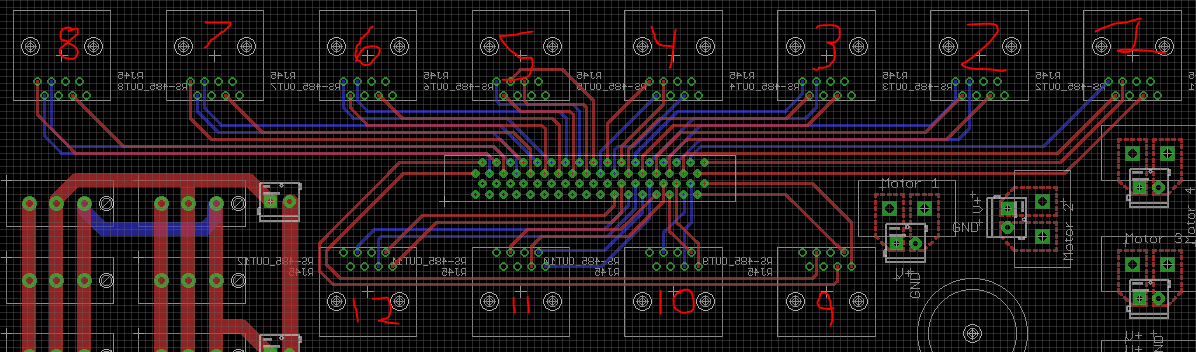 8 7 6 5 4 3 2 1
RJ45 RJ45 RJ45 RJ45 RJ45 RJ45 RJ45
RS-485_OUT8 RS-485_OUT7 RS-485_OUT6 RS-485_OUT5 RS-485_OUT4 RS-485_OUT3 RS-485_OUT2
Motor 1
V+
GND
Motor 2
Motor 4
V+
GND
Motor 3
RS-485_OUT12 RS-485_OUT11 RS-485_OUT10 RS-485_OUT9
RJ45 RJ45 RJ45 RJ45
12 11 10 9
V+
GND
V+